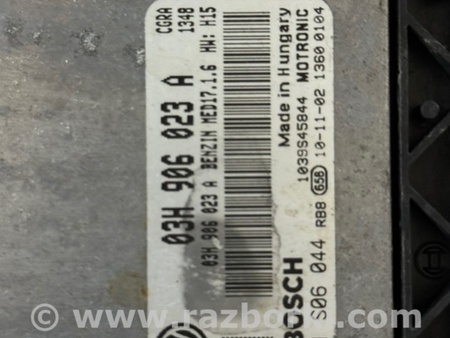 CGRA
1348
03H 906 023 A
03H 906 023 A BENZIN MED17.1.6 HW: H15
Made in Hungary
1039S45844 MOTRONIC
BOSCH
S06 044 RB8 658 10-11-02 1360 0104
www.razborka.com